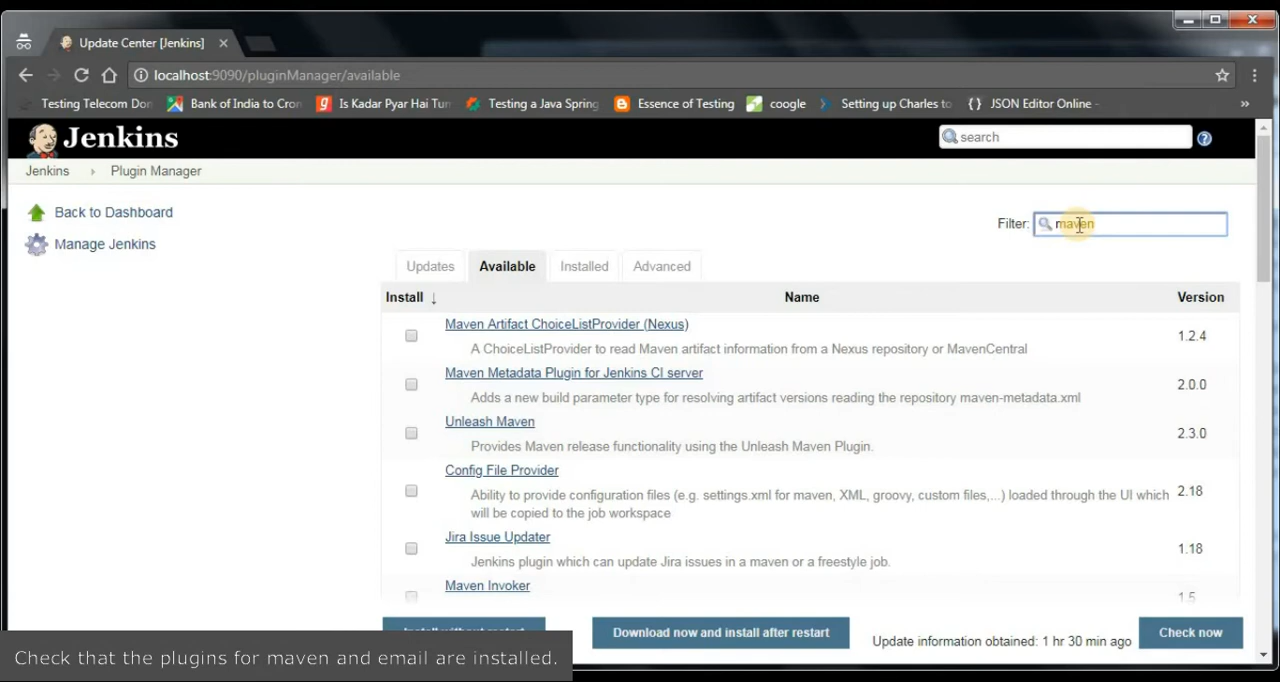 Update Center [Jenkins]
localhost:9090/pluginManager/available
Testing Telecom Dor
Bank of India to Cron
Is Kadar Pyar Hai Tun
Testing a Java Spring
Essence of Testing
coogle
Setting up Charles to
{ } JSON Editor Online -
»
Jenkins
search
Jenkins
Plugin Manager
Back to Dashboard
Manage Jenkins
Filter: maven
Updates
Available
Installed
Advanced
Install ↓
Name
Version
Maven Artifact ChoiceListProvider (Nexus)
A ChoiceListProvider to read Maven artifact information from a Nexus repository or MavenCentral
1.2.4
Maven Metadata Plugin for Jenkins CI server
Adds a new build parameter type for resolving artifact versions reading the repository maven-metadata.xml
2.0.0
Unleash Maven
Provides Maven release functionality using the Unleash Maven Plugin.
2.3.0
Config File Provider
Ability to provide configuration files (e.g. settings.xml for maven, XML, groovy, custom files,...) loaded through the UI which
will be copied to the job workspace
2.18
Jira Issue Updater
Jenkins plugin which can update Jira issues in a maven or a freestyle job.
1.18
Maven Invoker
1.5
Install without restart
Download now and install after restart
Update information obtained: 1 hr 30 min ago
Check now
Check that the plugins for maven and email are installed.